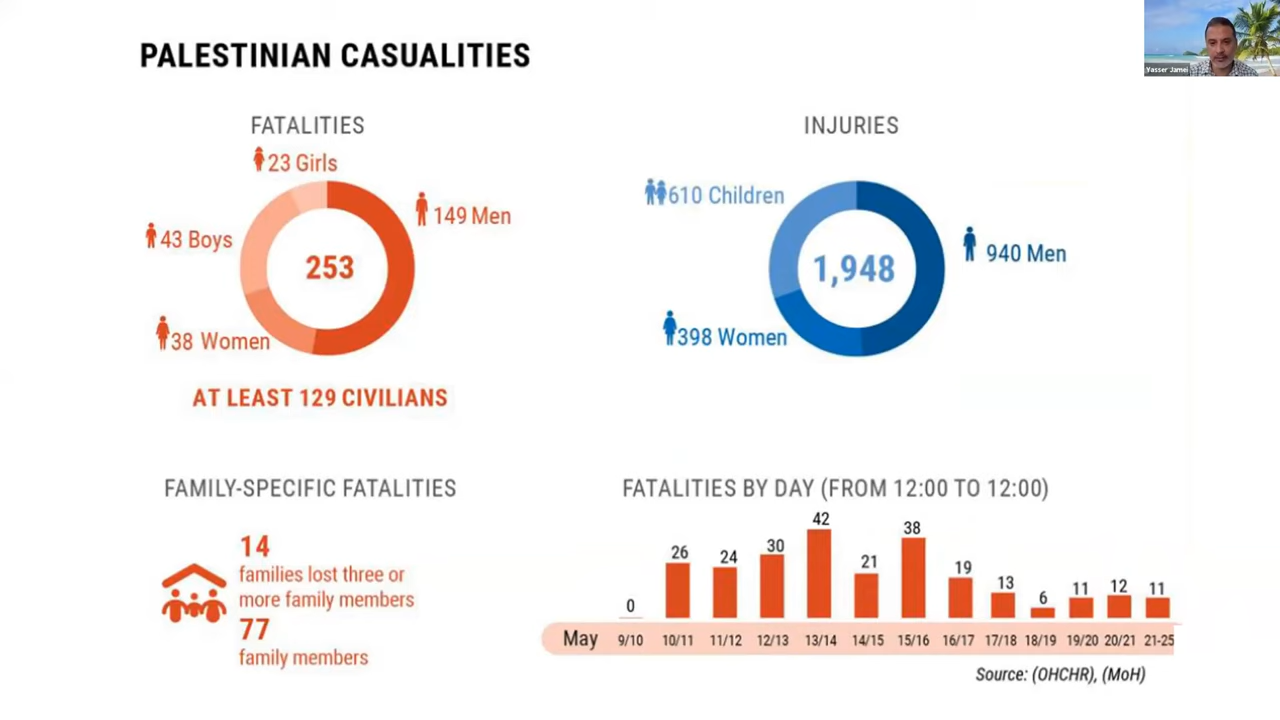 PALESTINIAN CASUALITIES
Yasser Jamei
FATALITIES
23 Girls
149 Men
43 Boys
253
38 Women
AT LEAST 129 CIVILIANS
INJURIES
610 Children
1,948
940 Men
398 Women
FAMILY-SPECIFIC FATALITIES
14
families lost three or
more family members
77
family members
FATALITIES BY DAY (FROM 12:00 TO 12:00)
0 26 24 30 42 21 38 19 13 6 11 12 11
May 9/10 10/11 11/12 12/13 13/14 14/15 15/16 16/17 17/18 18/19 19/20 20/21 21-25
Source: (OHCHR), (MoH)